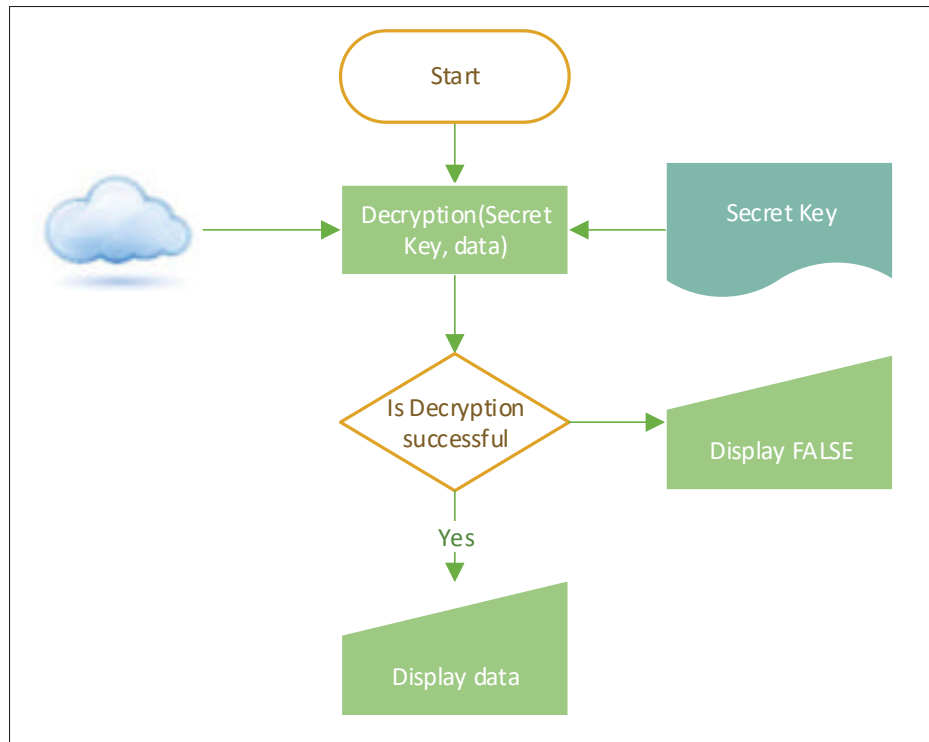 Start
Decryption(Secret
Key, data)
Secret Key
Is Decryption
successful
Display FALSE
Yes
Display data